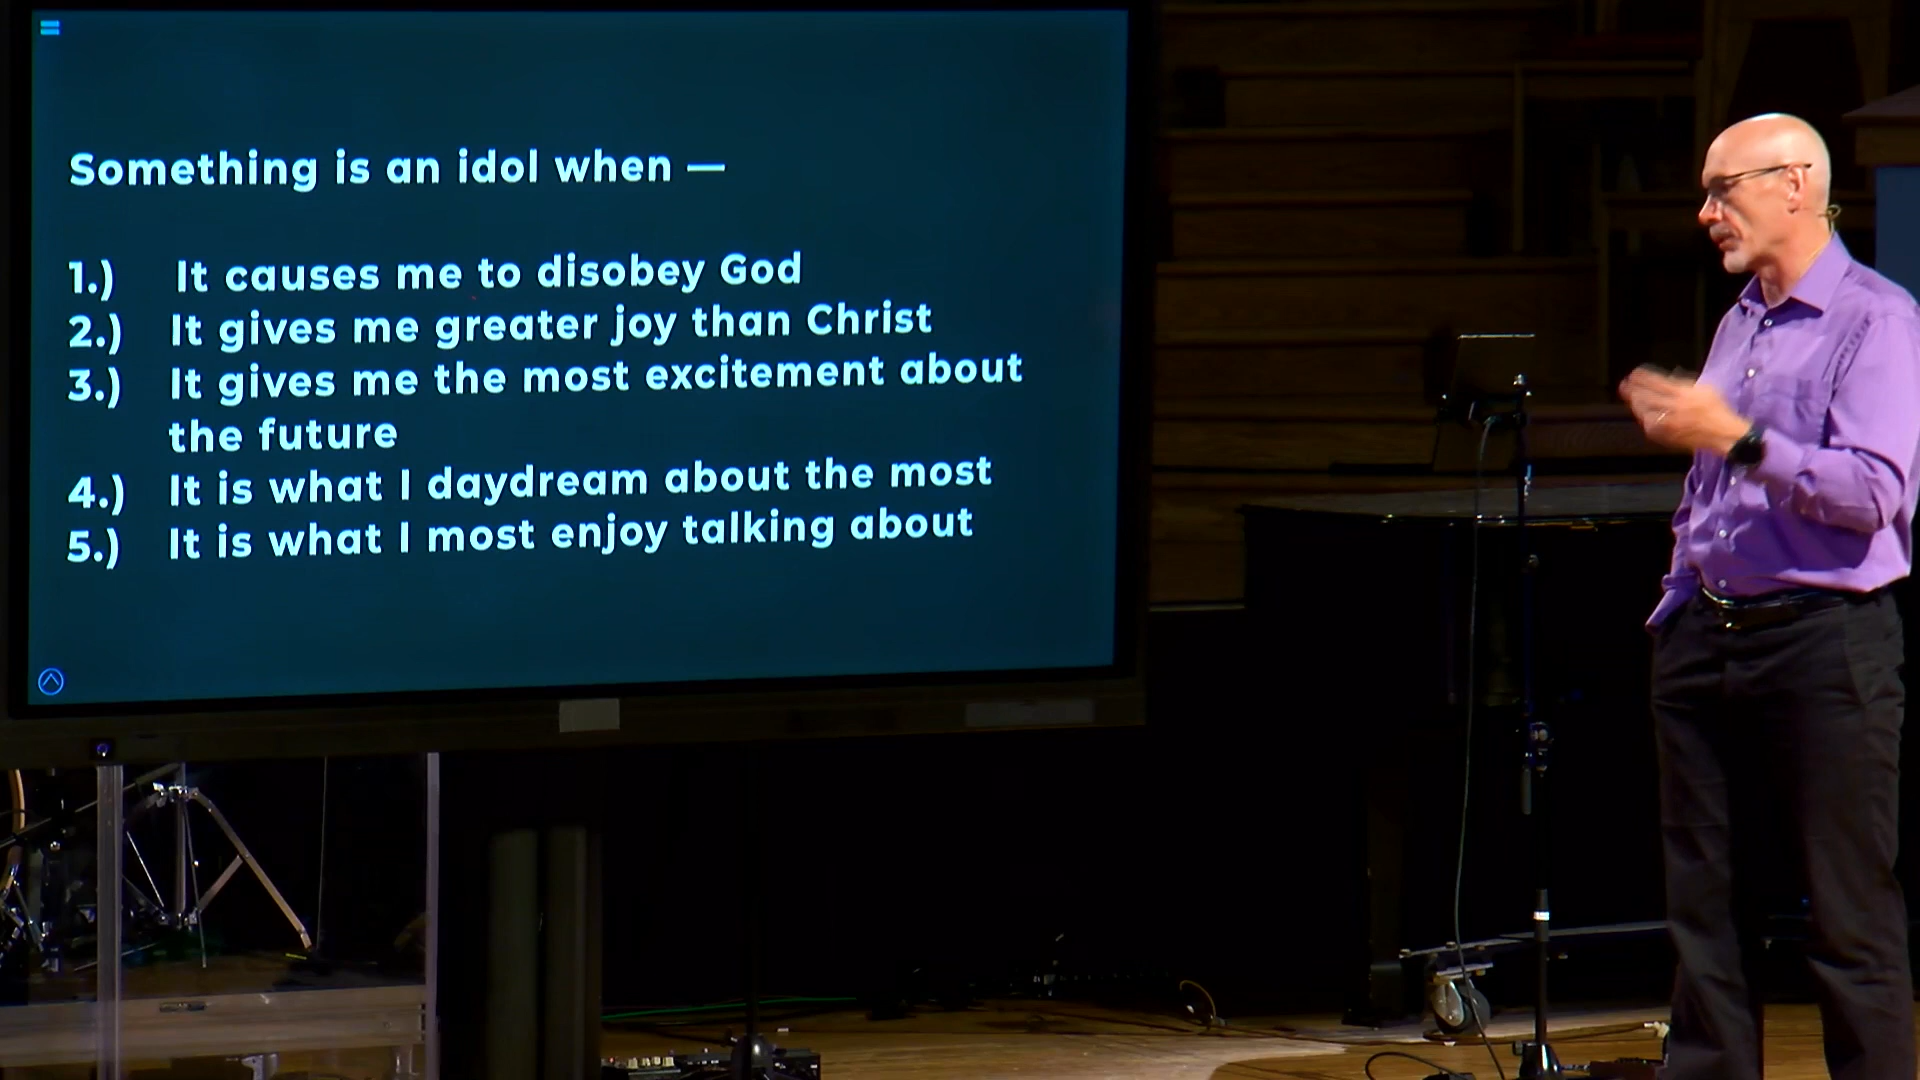 Something is an idol when —
1.) It causes me to disobey God
2.) It gives me greater joy than Christ
3.) It gives me the most excitement about
the future
4.) It is what I daydream about the most
5.) It is what I most enjoy talking about